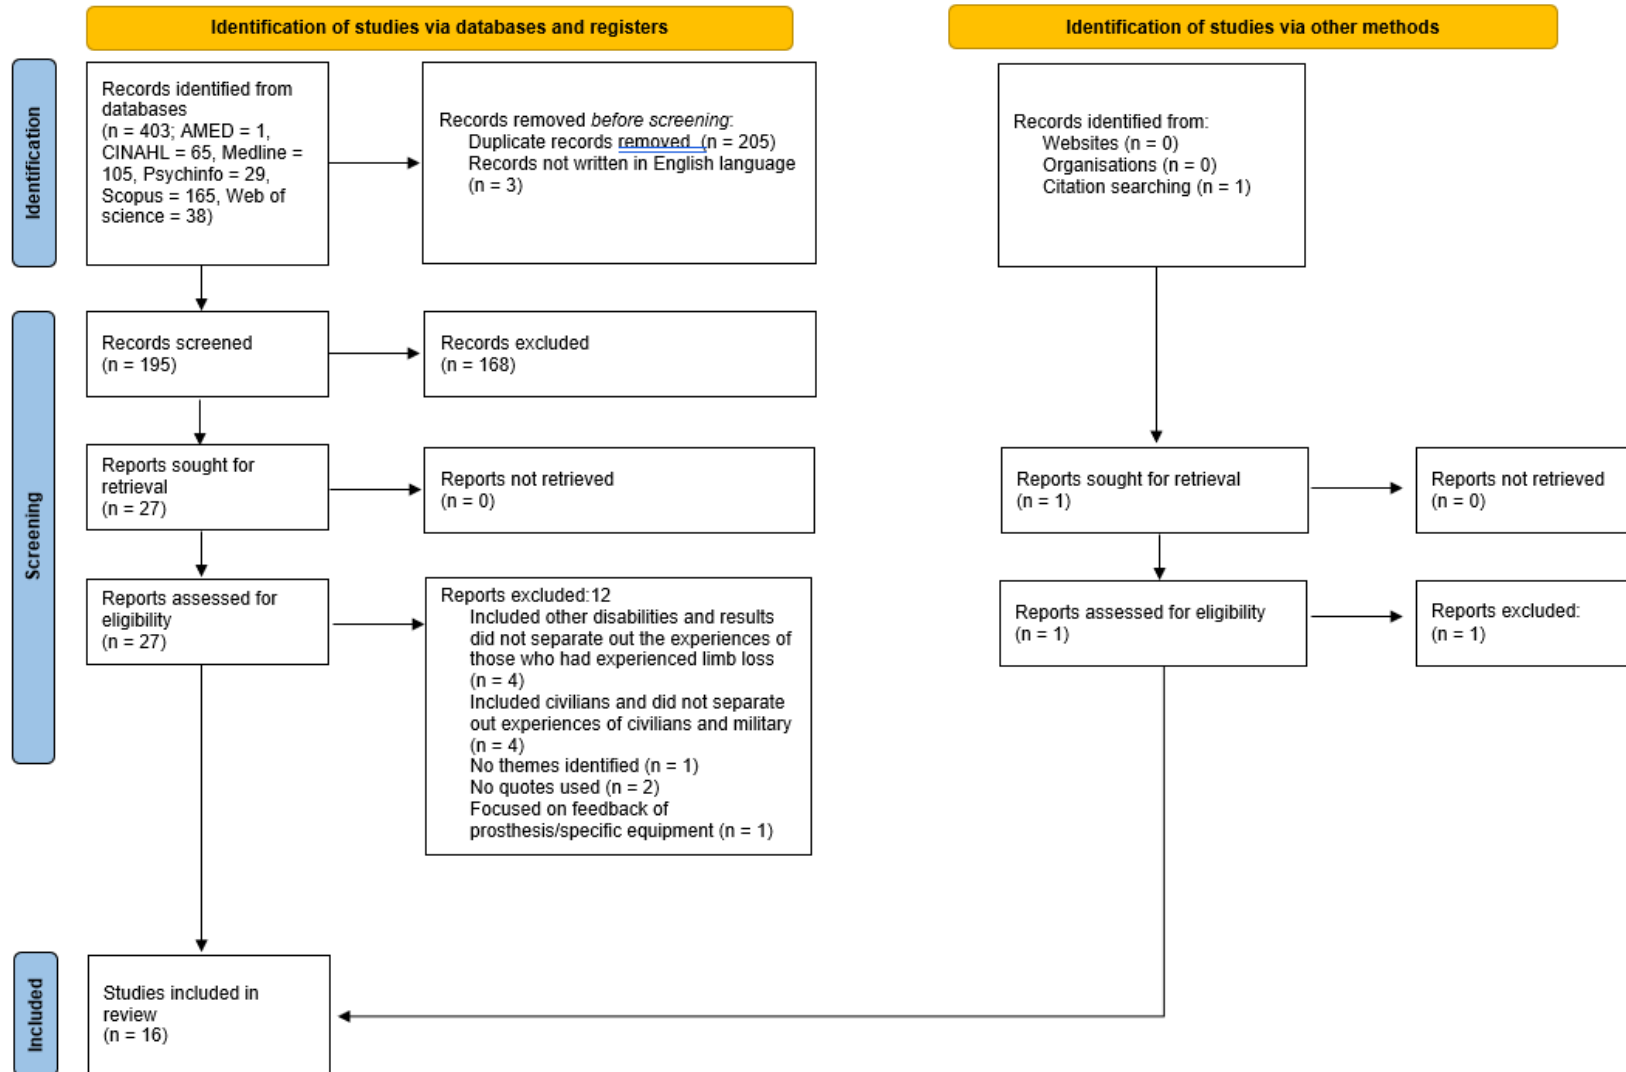 Identification of studies via databases and registers
Identification of studies via other methods
Identification
Records identified from
databases
(n = 403; AMED = 1,
CINAHL = 65, Medline =
105, Psychinfo = 29,
Scopus = 165, Web of
science = 38)
Records removed before screening:
Duplicate records removed  (n = 205)
Records not written in English language
(n = 3)
Records identified from:
Websites (n = 0)
Organisations (n = 0)
Citation searching (n = 1)
Screening
Records screened
(n = 195)
Records excluded
(n = 168)
Reports sought for
retrieval
(n = 27)
Reports not retrieved
(n = 0)
Reports sought for retrieval
(n = 1)
Reports not retrieved
(n = 0)
Reports assessed for
eligibility
(n = 27)
Reports excluded:12
Included other disabilities and results
did not separate out the experiences of
those who had experienced limb loss
(n = 4)
Included civilians and did not separate
out experiences of civilians and military
(n = 4)
No themes identified (n = 1)
No quotes used (n = 2)
Focused on feedback of
prosthesis/specific equipment (n = 1)
Reports assessed for eligibility
(n = 1)
Reports excluded:
(n = 1)
Included
Studies included in
review
(n = 16)